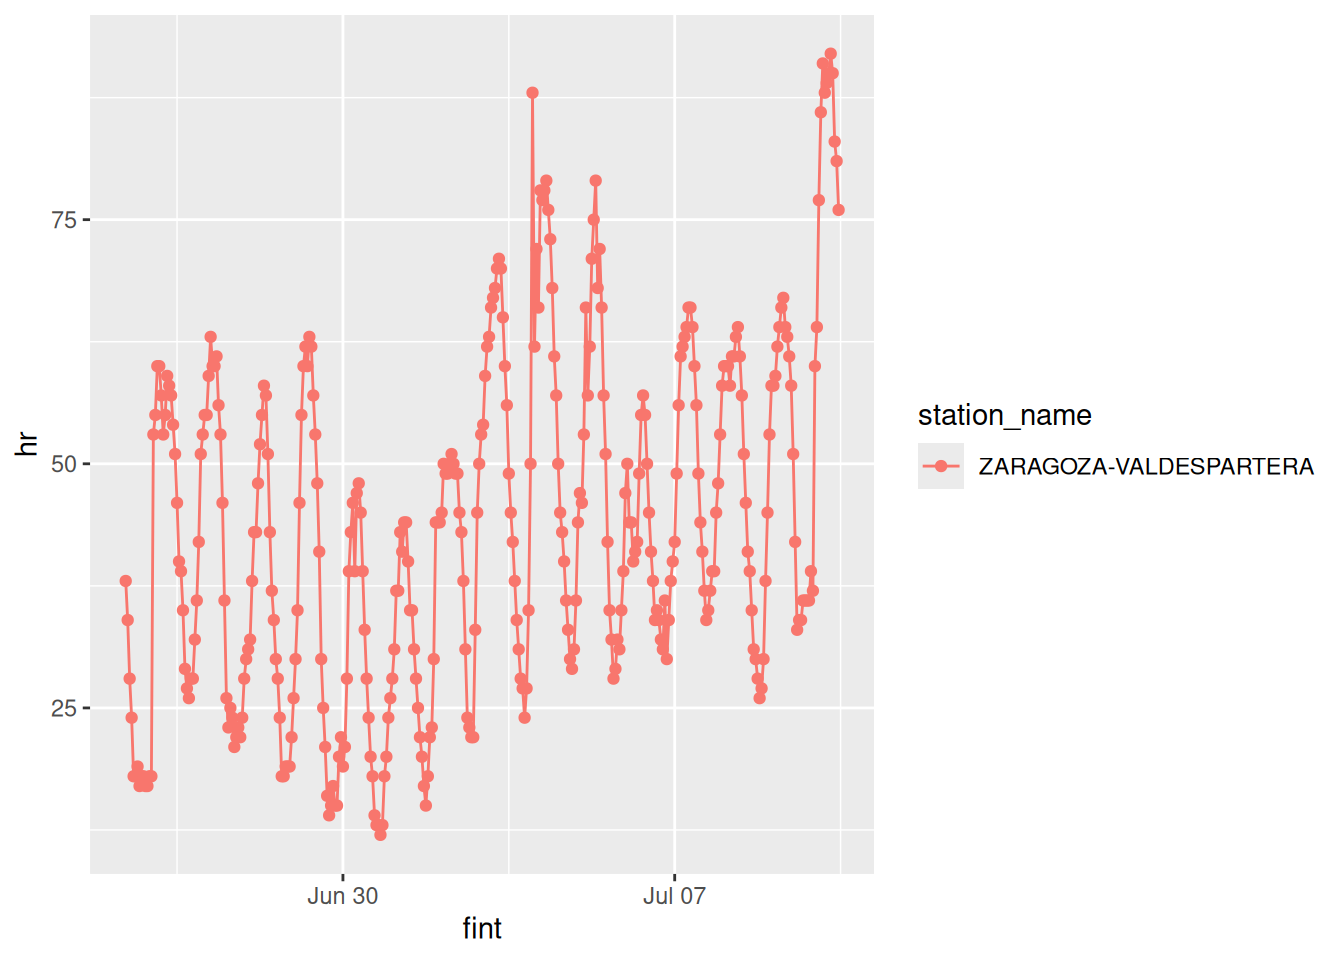 75
50
25
hr
Jun 30
Jul 07
fint
station_name
ZARAGOZA-VALDESPARTERA